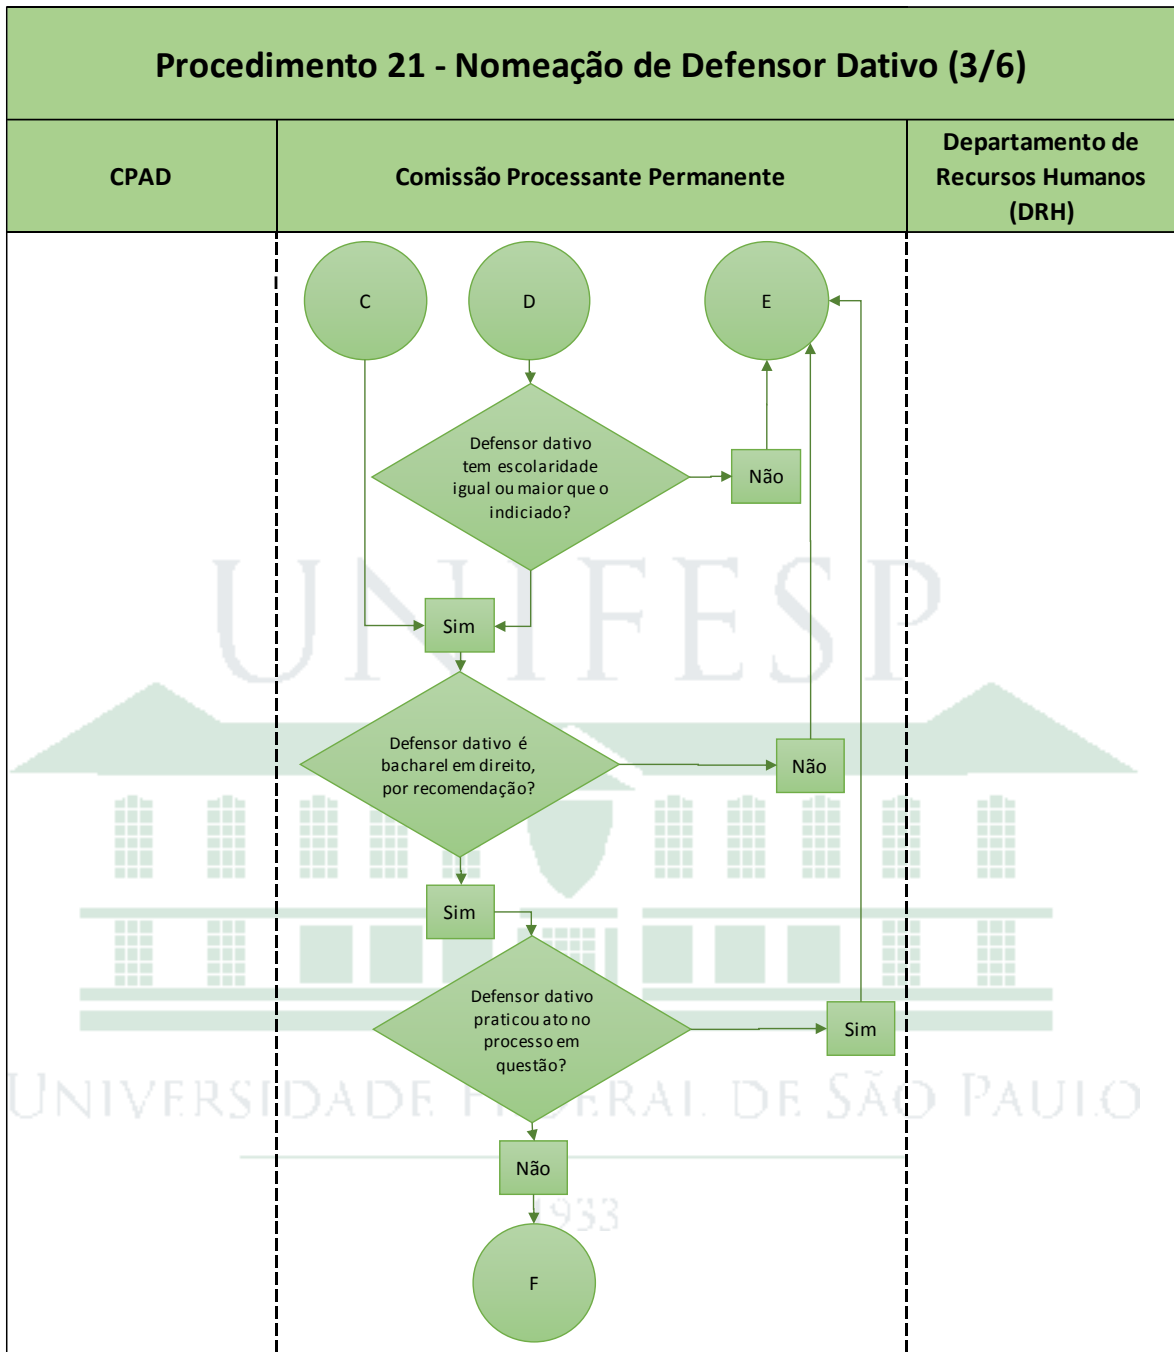 Procedimento 21 - Nomeação de Defensor Dativo (3/6)
CPAD
Comissão Processante Permanente
Departamento de
Recursos Humanos
(DRH)
C
D
E
Defensor dativo
tem escolaridade
igual ou maior que o
indiciado?
Não
Sim
Defensor dativo é
bacharel em direito,
por recomendação?
Não
Sim
Defensor dativo
praticou ato no
processo em
questão?
Sim
Não
F
UNIFESP
UNIVERSIDADE FEDERAL DE SÃO PAULO
1933